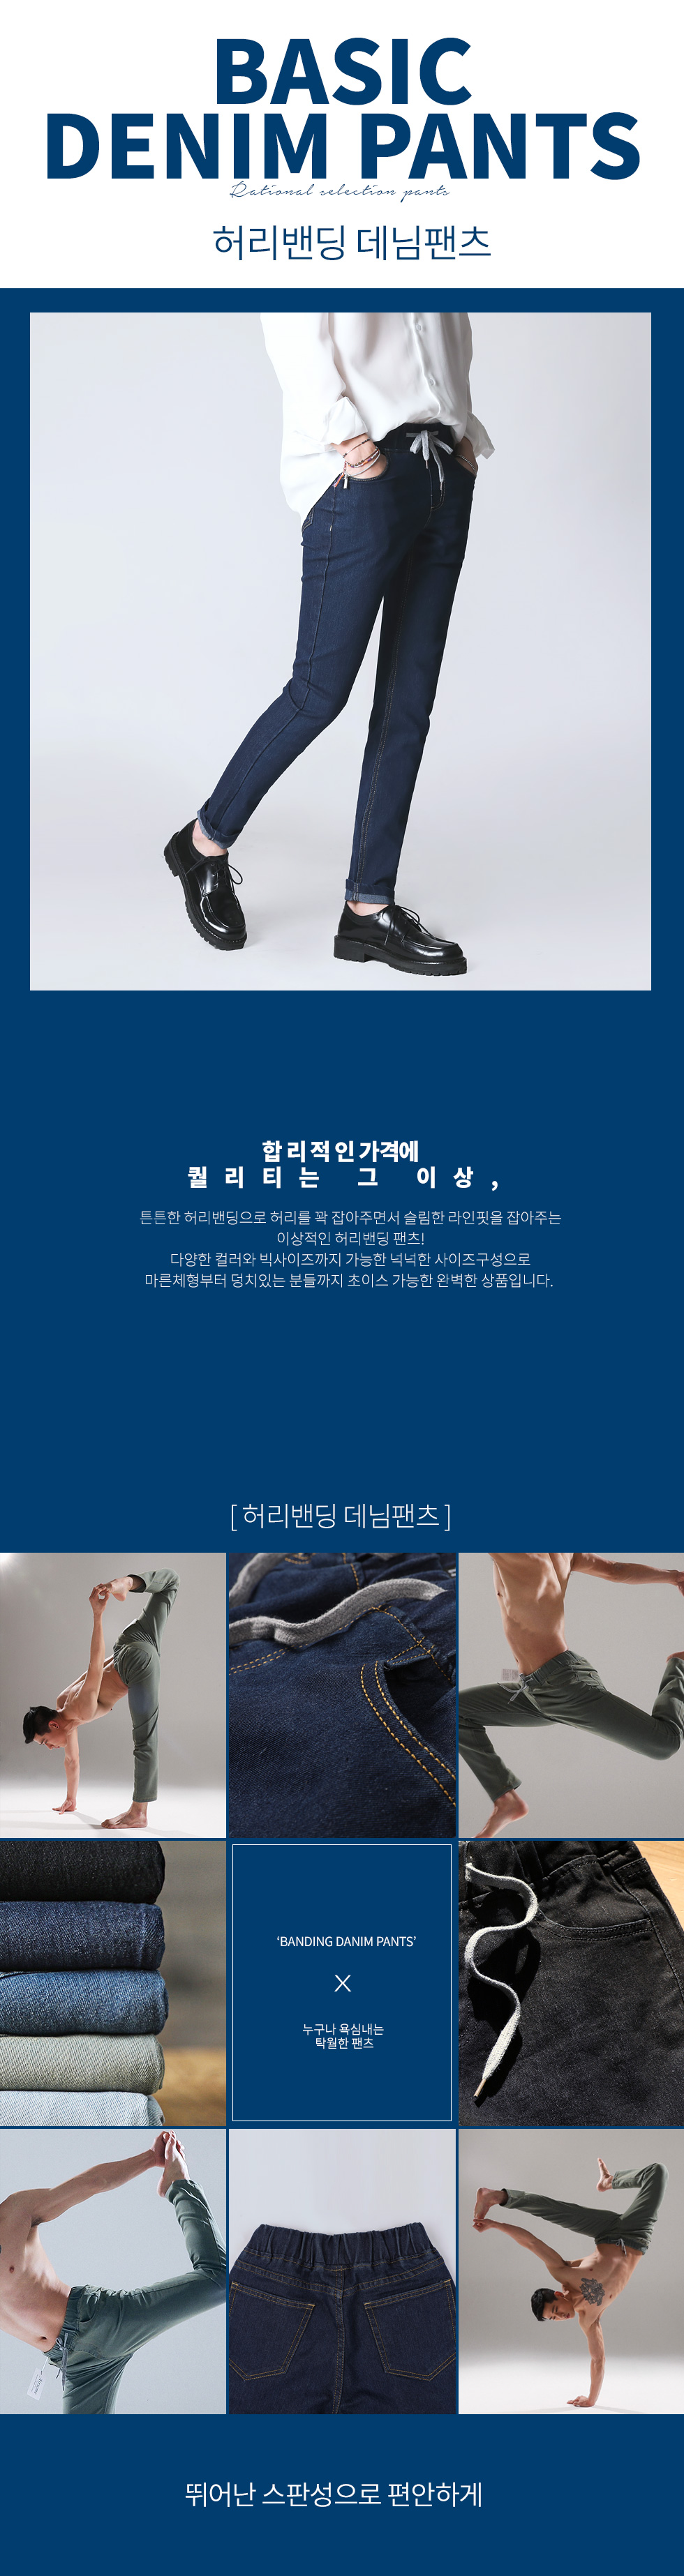 BASIC
DENIM PANTS
Rational selection pants
허리밴딩 데님팬츠
합리적인가격에
퀄리티는 그 이상,
튼튼한 허리밴딩으로 허리를 꽉 잡아주면서 슬림한 라인핏을 잡아주는
이상적인 허리밴딩 팬츠!
다양한 컬러와 빅사이즈까지 가능한 넉넉한 사이즈구성으로
마른체형부터 덩치있는 분들까지 초이스 가능한 완벽한 상품입니다.
[ 허리밴딩 데님팬츠 ]
‘BANDING DANIM PANTS’
X
누구나 욕심내는
탁월한 팬츠
뛰어난 스판성으로 편안하게